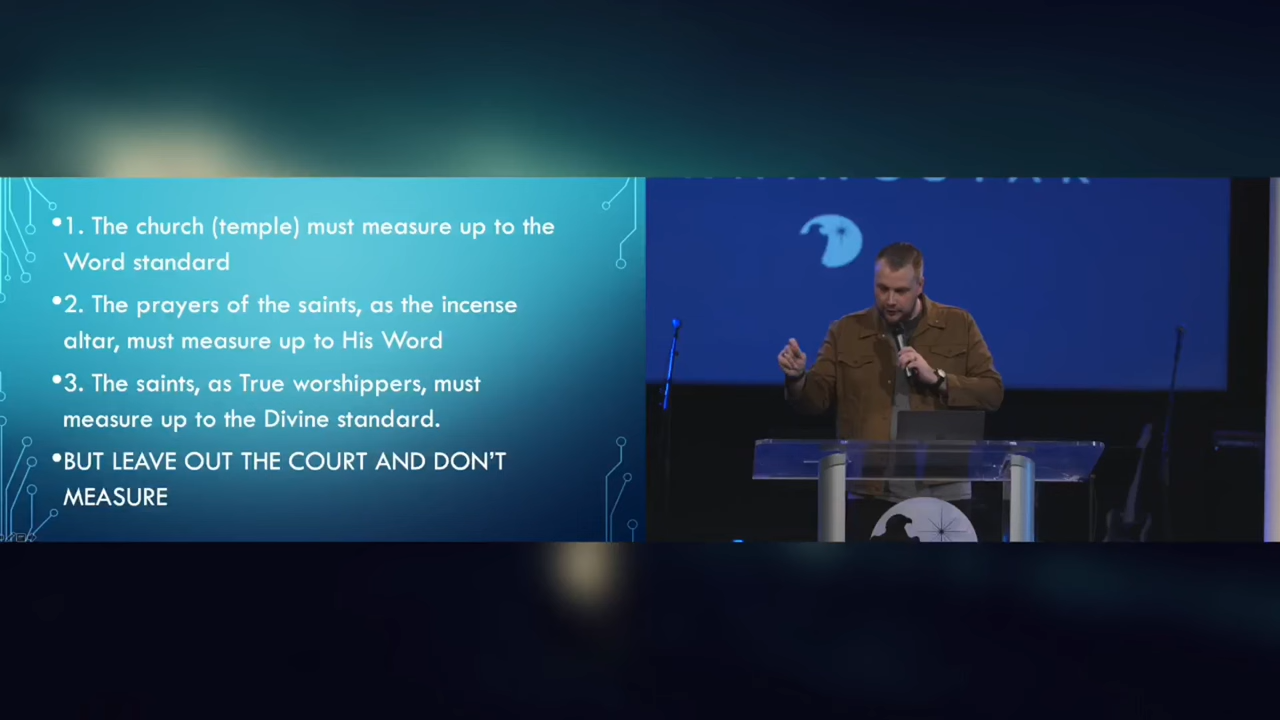 •1. The church (temple) must measure up to the
Word standard
•2. The prayers of the saints, as the incense
altar, must measure up to His Word
•3. The saints, as True worshippers, must
measure up to the Divine standard.
•BUT LEAVE OUT THE COURT AND DON'T
MEASURE